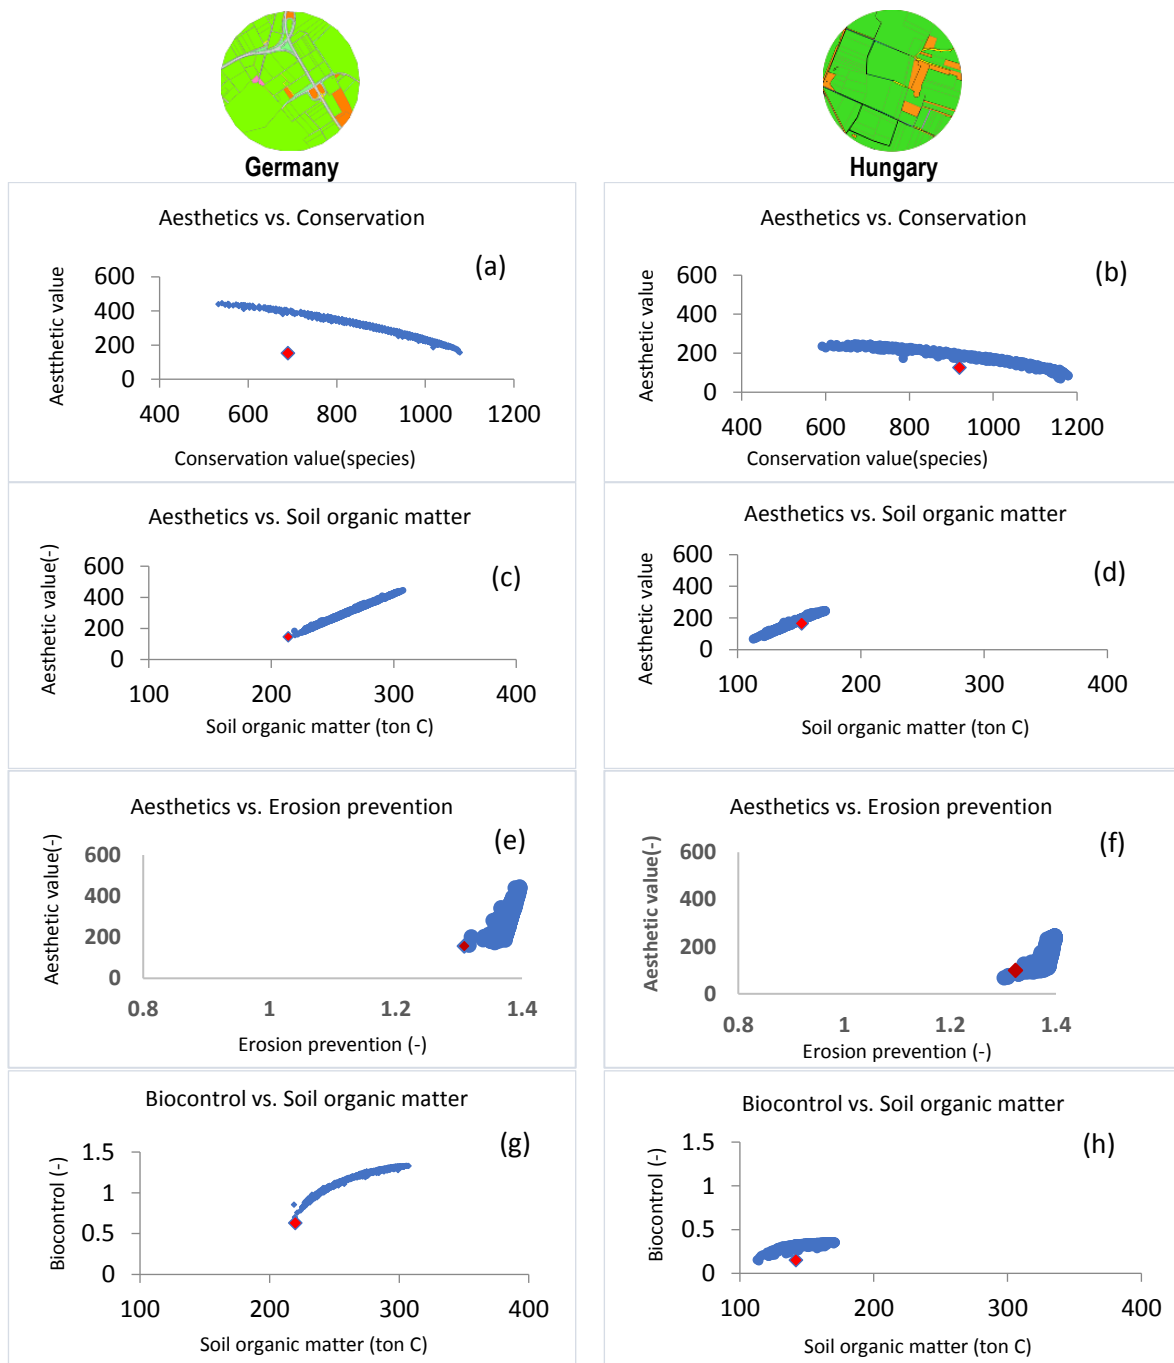 Germany
Hungary
Aesthetics vs. Conservation
(a)
Aestthetic value
600
400
200
0
400 600 800 1000 1200
Conservation value(species)
Aesthetics vs. Conservation
(b)
Aesthetic value
600
400
200
0
400 600 800 1000 1200
Conservation value(species)
Aesthetics vs. Soil organic matter
(c)
Aesthetic value(-)
600
400
200
0
100 200 300 400
Soil organic matter (ton C)
Aesthetics vs. Soil organic matter
(d)
Aesthetic value
600
400
200
0
100 200 300 400
Soil organic matter (ton C)
Aesthetics vs. Erosion prevention
(e)
Aesthetic value(-)
600
400
200
0
0.8 1 1.2 1.4
Erosion prevention (-)
Aesthetics vs. Erosion prevention
(f)
Aesthetic value(-)
600
400
200
0
0.8 1 1.2 1.4
Erosion prevention (-)
Biocontrol vs. Soil organic matter
(g)
Biocontrol (-)
1.5
1
0.5
0
100 200 300 400
Soil organic matter (ton C)
Biocontrol vs. Soil organic matter
(h)
Biocontrol (-)
1.5
1
0.5
0
100 200 300 400
Soil organic matter (ton C)